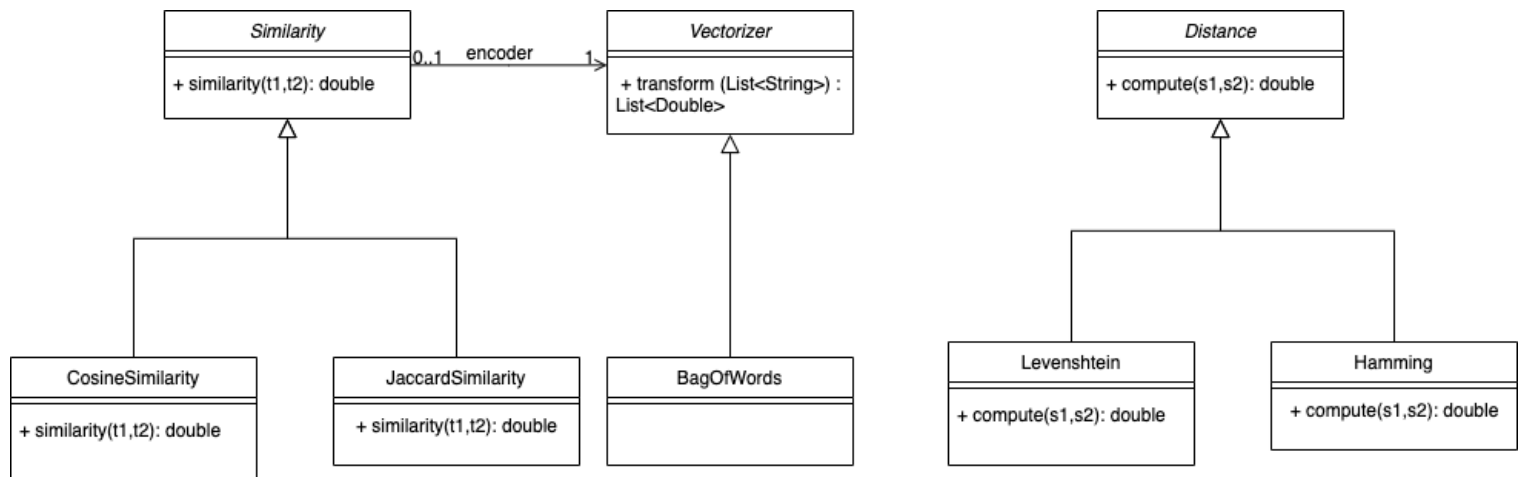 Similarity
+ similarity(t1,t2): double
0..1
encoder
1
Vectorizer
+ transform (List<String>) :
List<Double>
Distance
+ compute(s1,s2): double
CosineSimilarity
+ similarity(t1,t2): double
JaccardSimilarity
+ similarity(t1,t2): double
BagOfWords
Levenshtein
+ compute(s1,s2): double
Hamming
+ compute(s1,s2): double